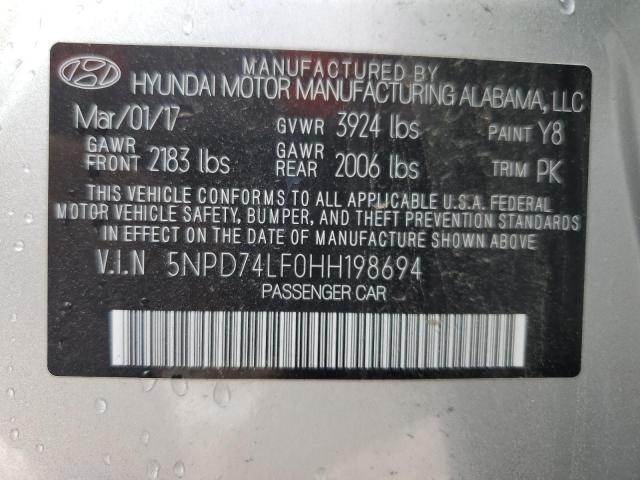 MANUFACTURED BY
HYUNDAI MOTOR MANUFACTURING ALABAMA, LLC
Mar/01/17 GVWR 3924 lbs PAINT Y8
GAWR FRONT 2183 lbs GAWR REAR 2006 lbs TRIM PK
THIS VEHICLE CONFORMS TO ALL APPLICABLE U.S.A. FEDERAL
MOTOR VEHICLE SAFETY, BUMPER, AND THEFT PREVENTION STANDARDS
IN EFFECT ON THE DATE OF MANUFACTURE SHOWN ABOVE.
V.I.N 5NPD74LF0HH198694
PASSENGER CAR